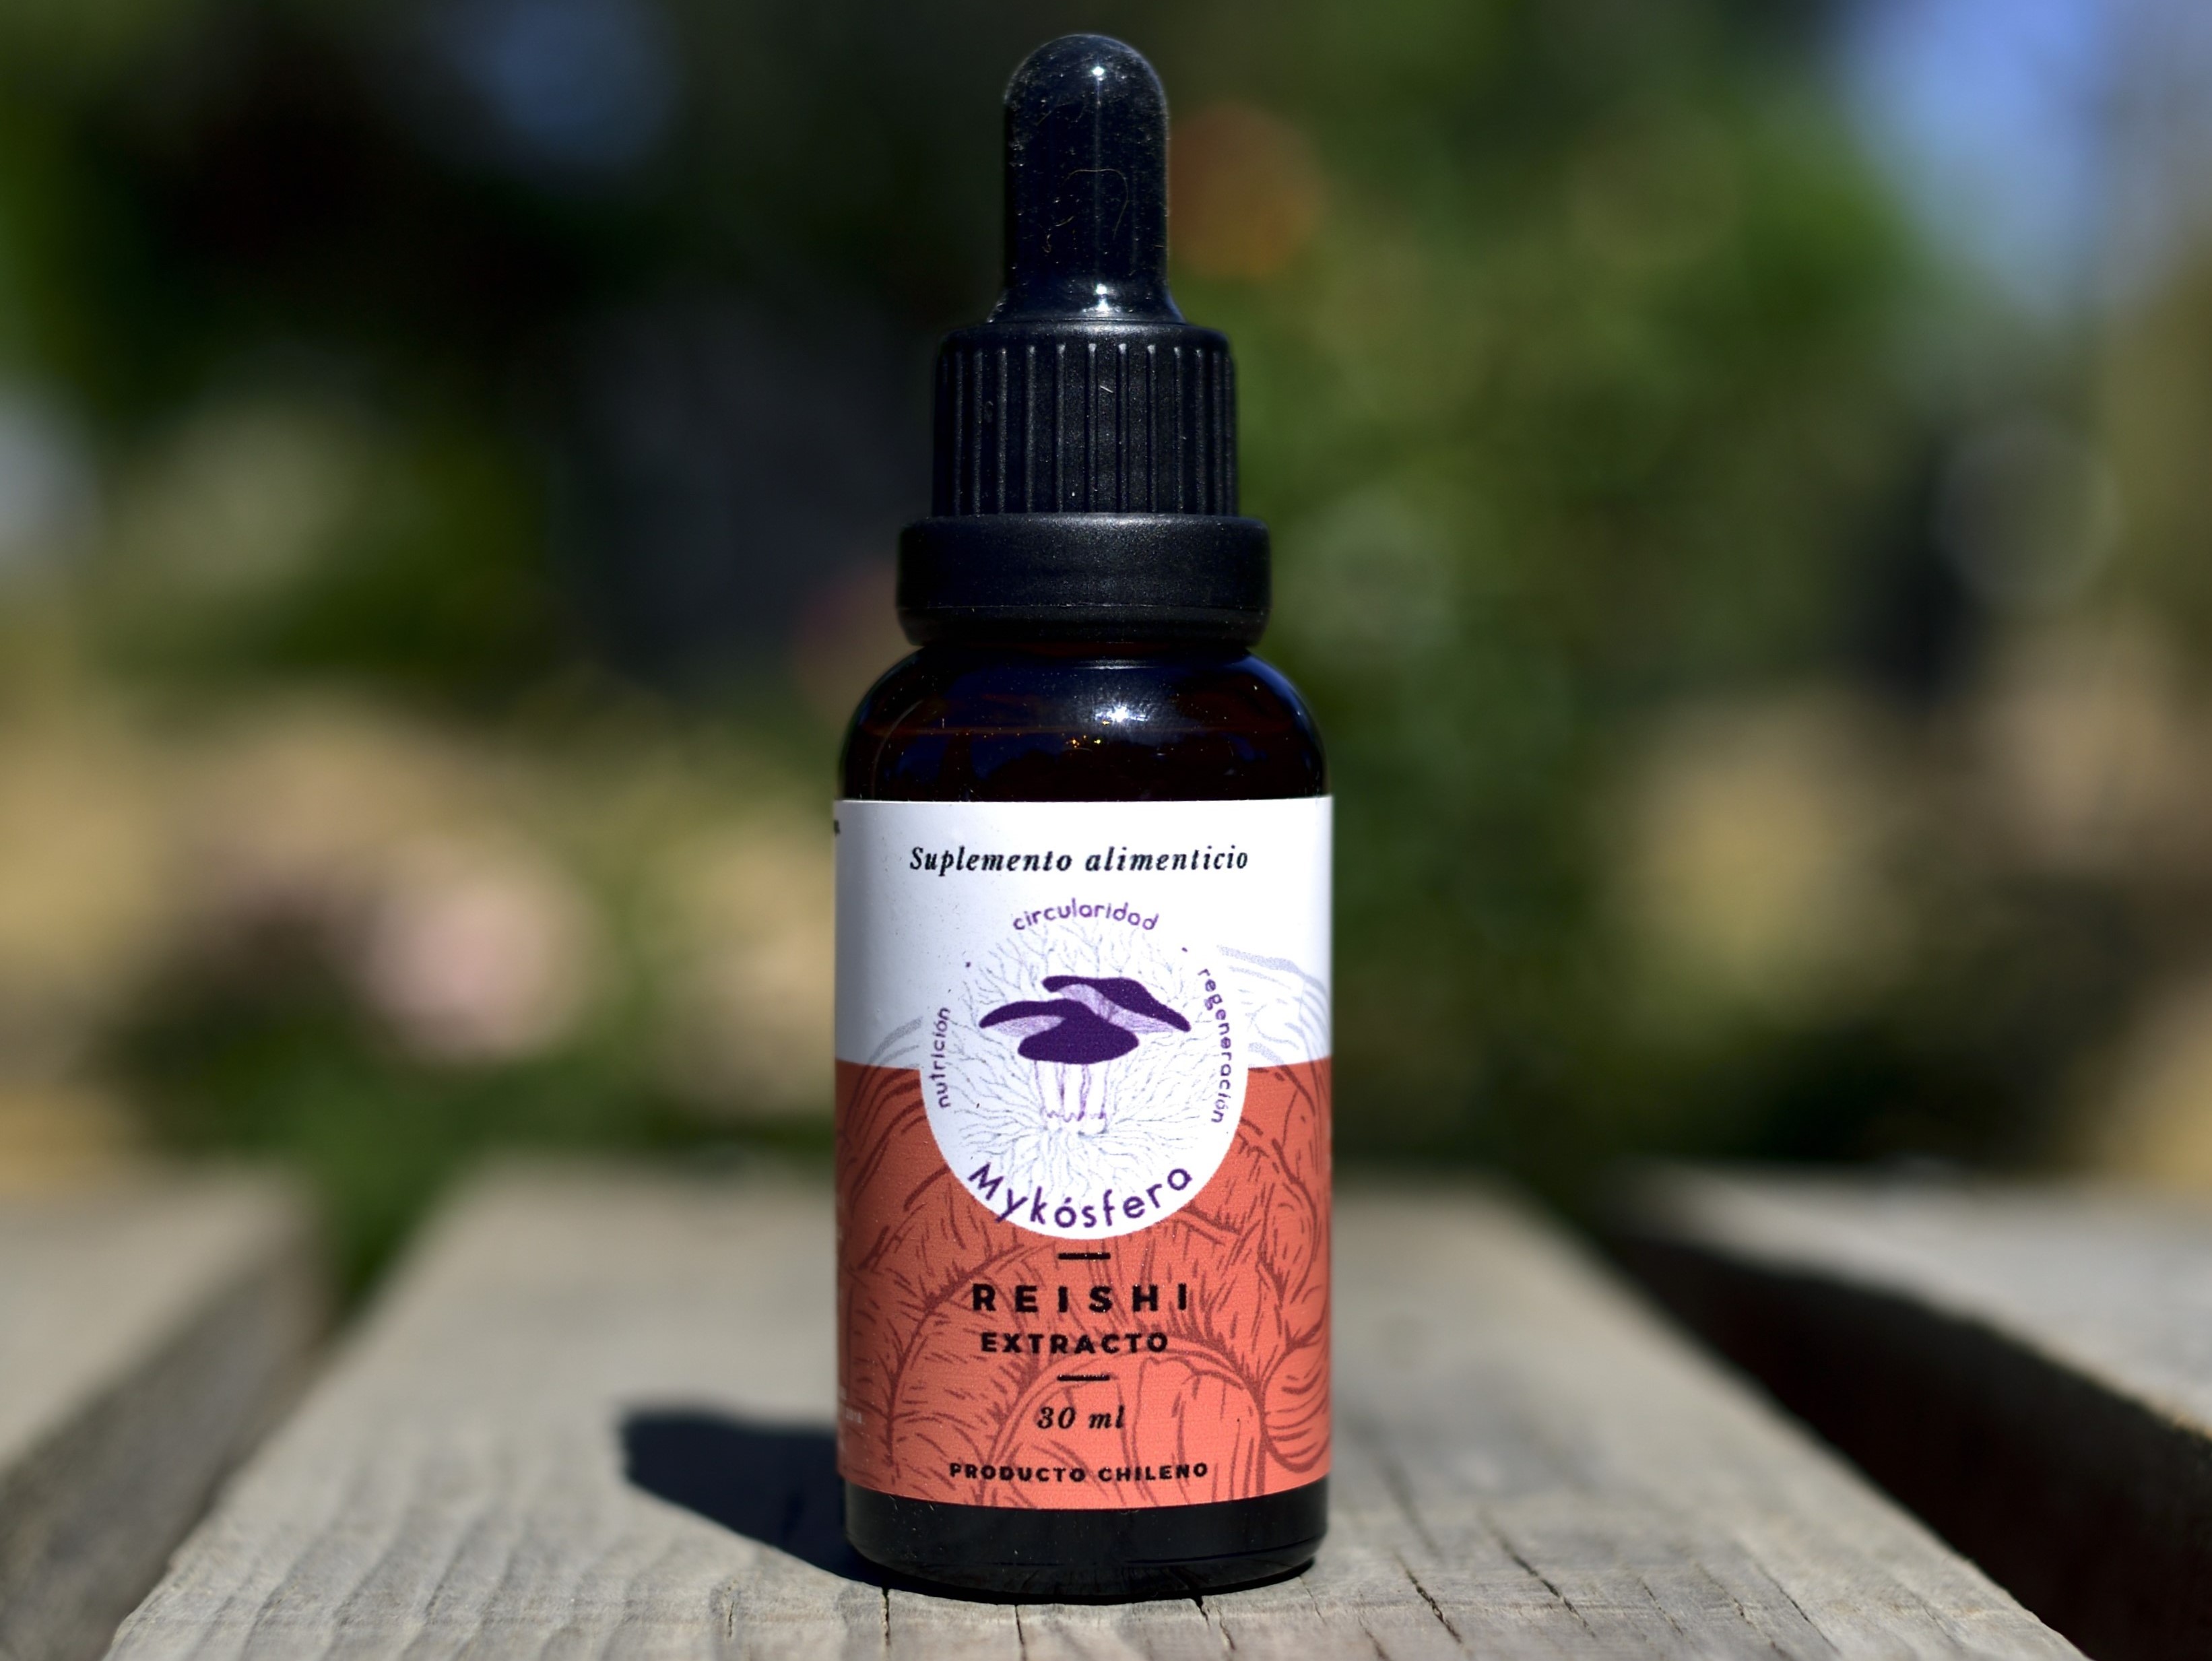 Suplemento alimenticio
circularidad
nutrición
regeneración
Mykósfera
REISHI
EXTRACTO
30 ml
PRODUCTO CHILENO